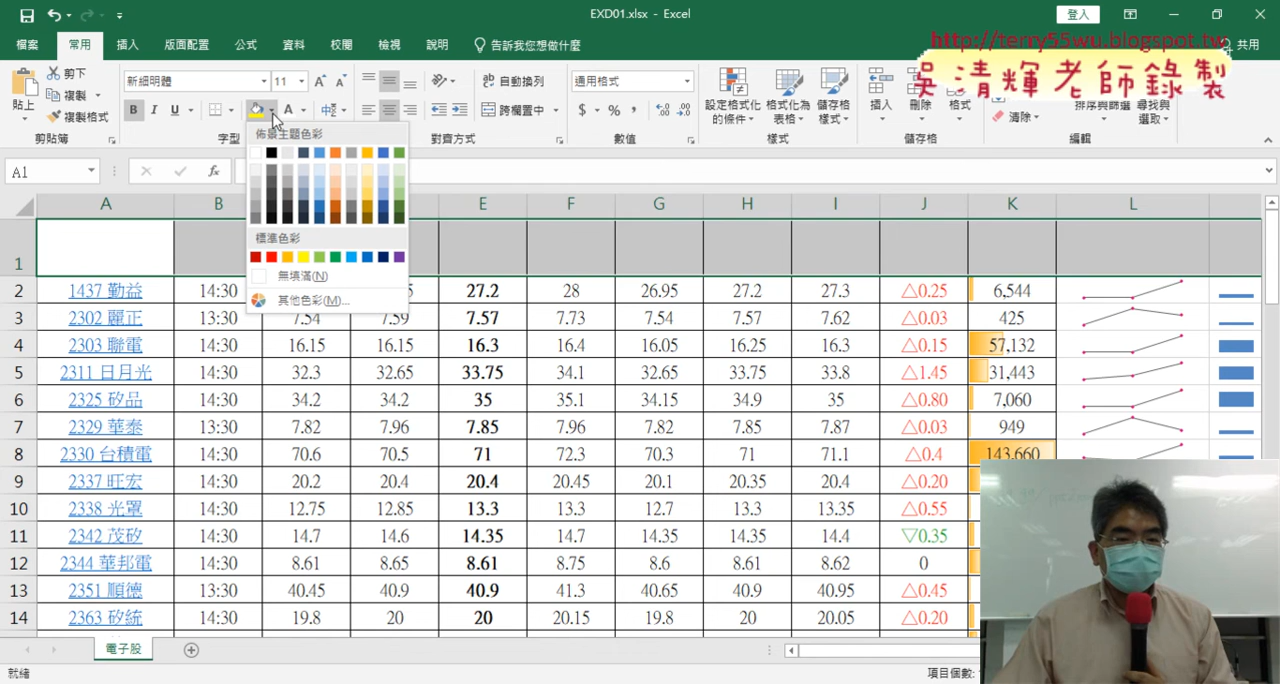 EXD01.xlsx - Excel
登入
檔案 常用 插入 版面配置 公式 資料 校閱 檢視 說明 告訴我您想做什麼 共用
http://terry55wu.blogspot.tw
吳清輝老師錄製
貼上 剪下 複製 複製格式 剪貼簿
新細明體 11 B I U A 字型
自動換列 跨欄置中 對齊方式
通用格式 $ % 數值
設定格式化的條件 格式化為表格 儲存格樣式 樣式
插入 刪除 格式 儲存格
清除 排序與篩選 尋找與選取 編輯
A1 fx
佈景主題色彩
標準色彩
無填滿(N)
其他色彩(M)...
A B E F G H I J K L
1
2 1437 勤益 14:30 27.2 28 26.95 27.2 27.3 △0.25 6,544
3 2302 麗正 13:30 7.54 7.59 7.57 7.73 7.54 7.57 7.62 △0.03 425
4 2303 聯電 14:30 16.15 16.15 16.3 16.4 16.05 16.25 16.3 △0.15 57,132
5 2311 日月光 14:30 32.3 32.65 33.75 34.1 32.65 33.75 33.8 △1.45 31,443
6 2325 矽品 14:30 34.2 34.2 35 35.1 34.15 34.9 35 △0.80 7,060
7 2329 華泰 14:30 7.82 7.96 7.85 7.96 7.82 7.85 7.87 △0.03 949
8 2330 台積電 14:30 70.6 70.5 71 72.3 70.3 71 71.1 △0.4 143,660
9 2337 旺宏 14:30 20.2 20.4 20.4 20.45 20.1 20.35 20.4 △0.20
10 2338 光罩 14:30 12.75 12.85 13.3 13.3 12.7 13.3 13.35 △0.55
11 2342 茂矽 14:30 14.7 14.6 14.35 14.7 14.35 14.35 14.4 ▽0.35
12 2344 華邦電 14:30 8.61 8.65 8.61 8.75 8.6 8.61 8.62 0
13 2351 順德 13:30 40.45 40.9 40.9 41.3 40.65 40.9 40.95 △0.45
14 2363 矽統 14:30 19.8 20 20 20.15 19.8 20 20.05 △0.20
電子股
就緒 項目個數: